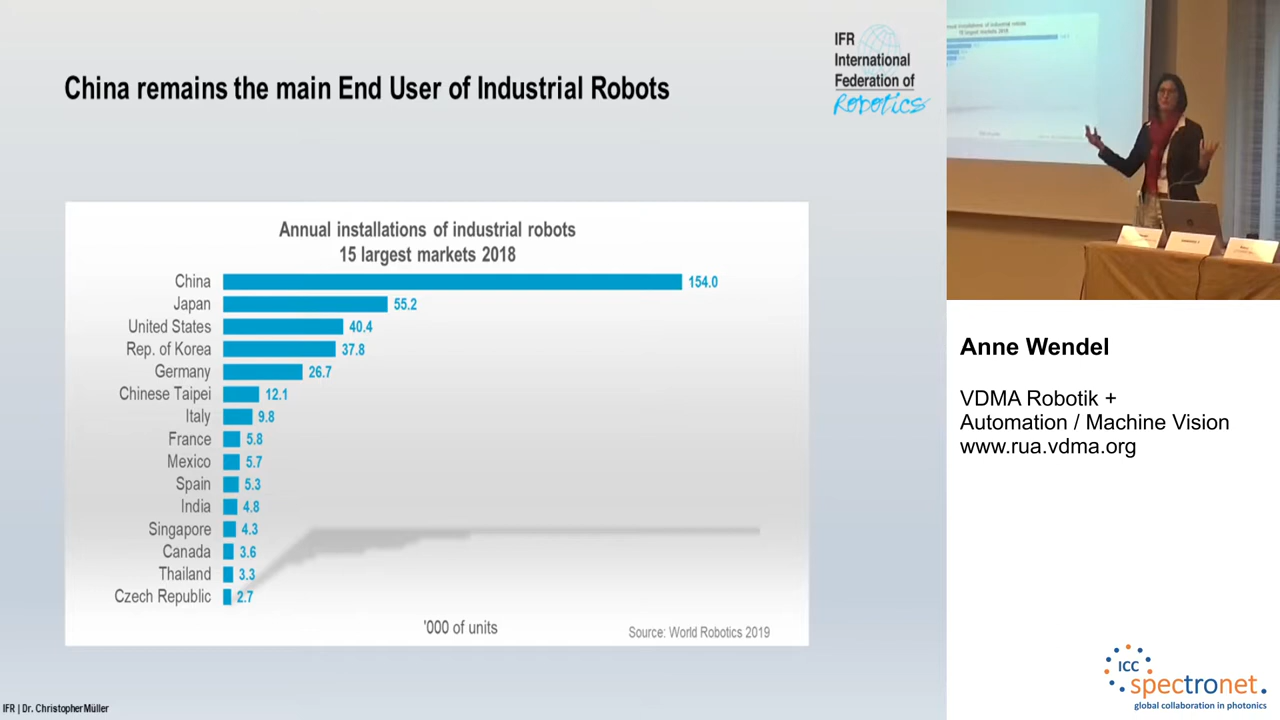 China remains the main End User of Industrial Robots
IFR
International
Federation of
Robotics
Annual installations of industrial robots
15 largest markets 2018
China 154.0
Japan 55.2
United States 40.4
Rep. of Korea 37.8
Germany 26.7
Chinese Taipei 12.1
Italy 9.8
France 5.8
Mexico 5.7
Spain 5.3
India 4.8
Singapore 4.3
Canada 3.6
Thailand 3.3
Czech Republic 2.7
'000 of units
Source: World Robotics 2019
IFR | Dr. Christopher Müller
15 largest markets 2018
Anne Wendel
VDMA Robotik +
Automation / Machine Vision
www.rua.vdma.org
ICC
spectronet.
global collaboration in photonics